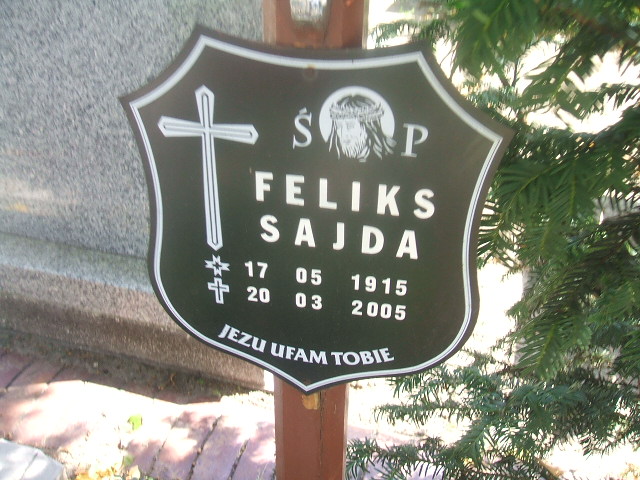 Ś P
FELIKS
SAJDA
17 05 1915
20 03 2005
JEZU UFAM TOBIE